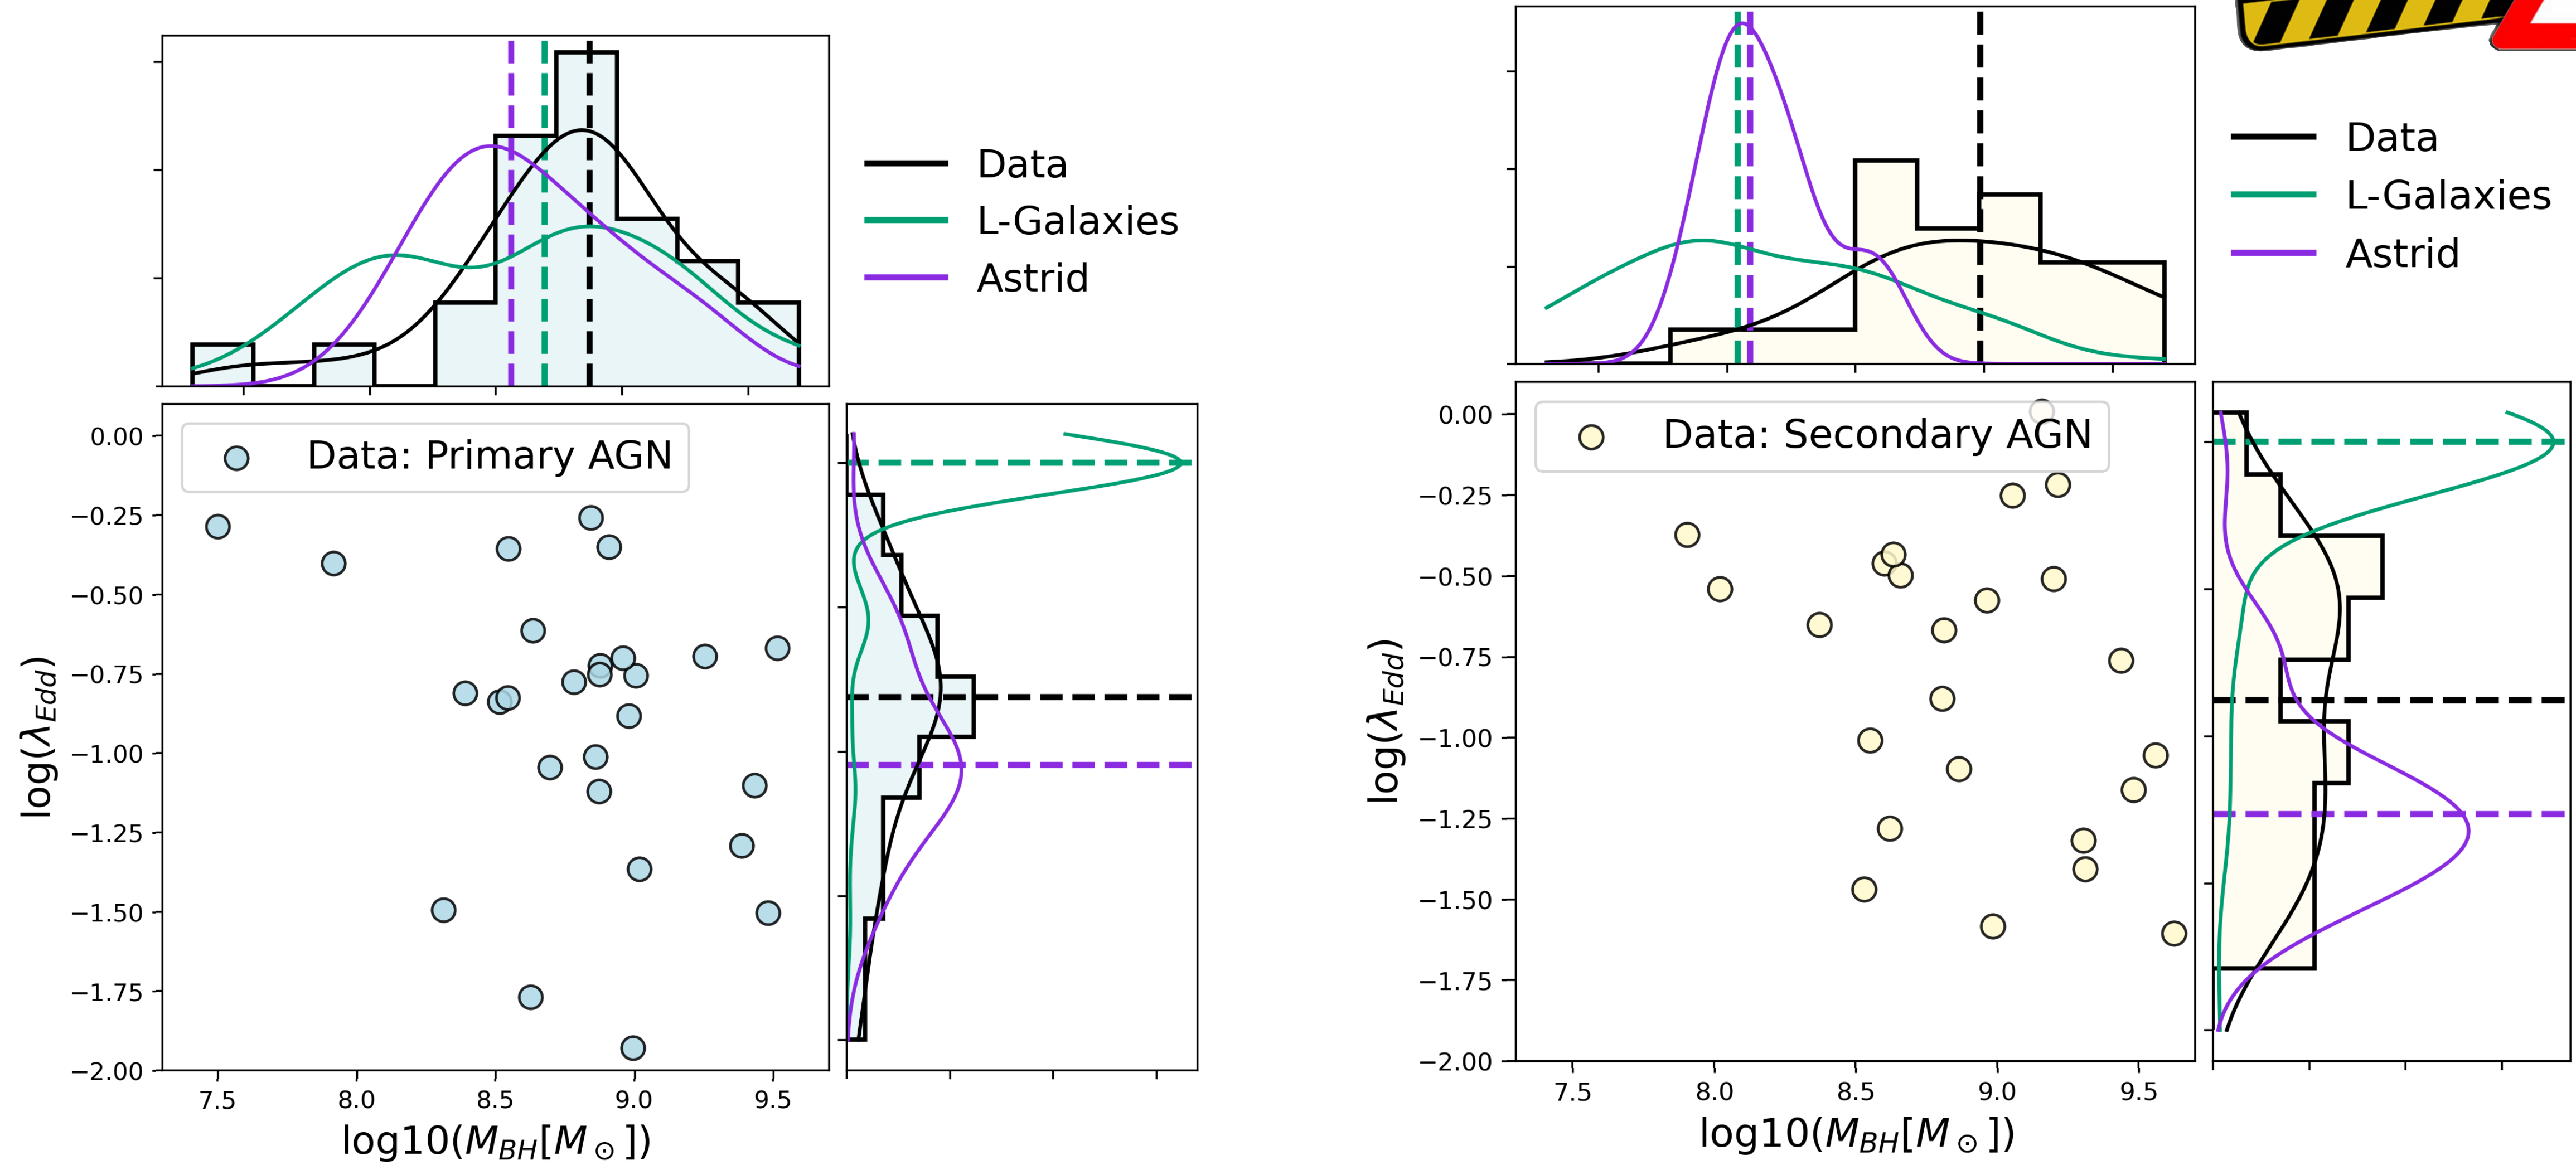 Data
L-Galaxies
Astrid
Data: Primary AGN
0.00
−0.25
−0.50
−0.75
−1.00
−1.25
−1.50
−1.75
−2.00
log(λ_Edd)
7.5 8.0 8.5 9.0 9.5
log10(M_BH[M_⊙])
Data
L-Galaxies
Astrid
Data: Secondary AGN
0.00
−0.25
−0.50
−0.75
−1.00
−1.25
−1.50
−1.75
−2.00
log(λ_Edd)
7.5 8.0 8.5 9.0 9.5
log10(M_BH[M_⊙])